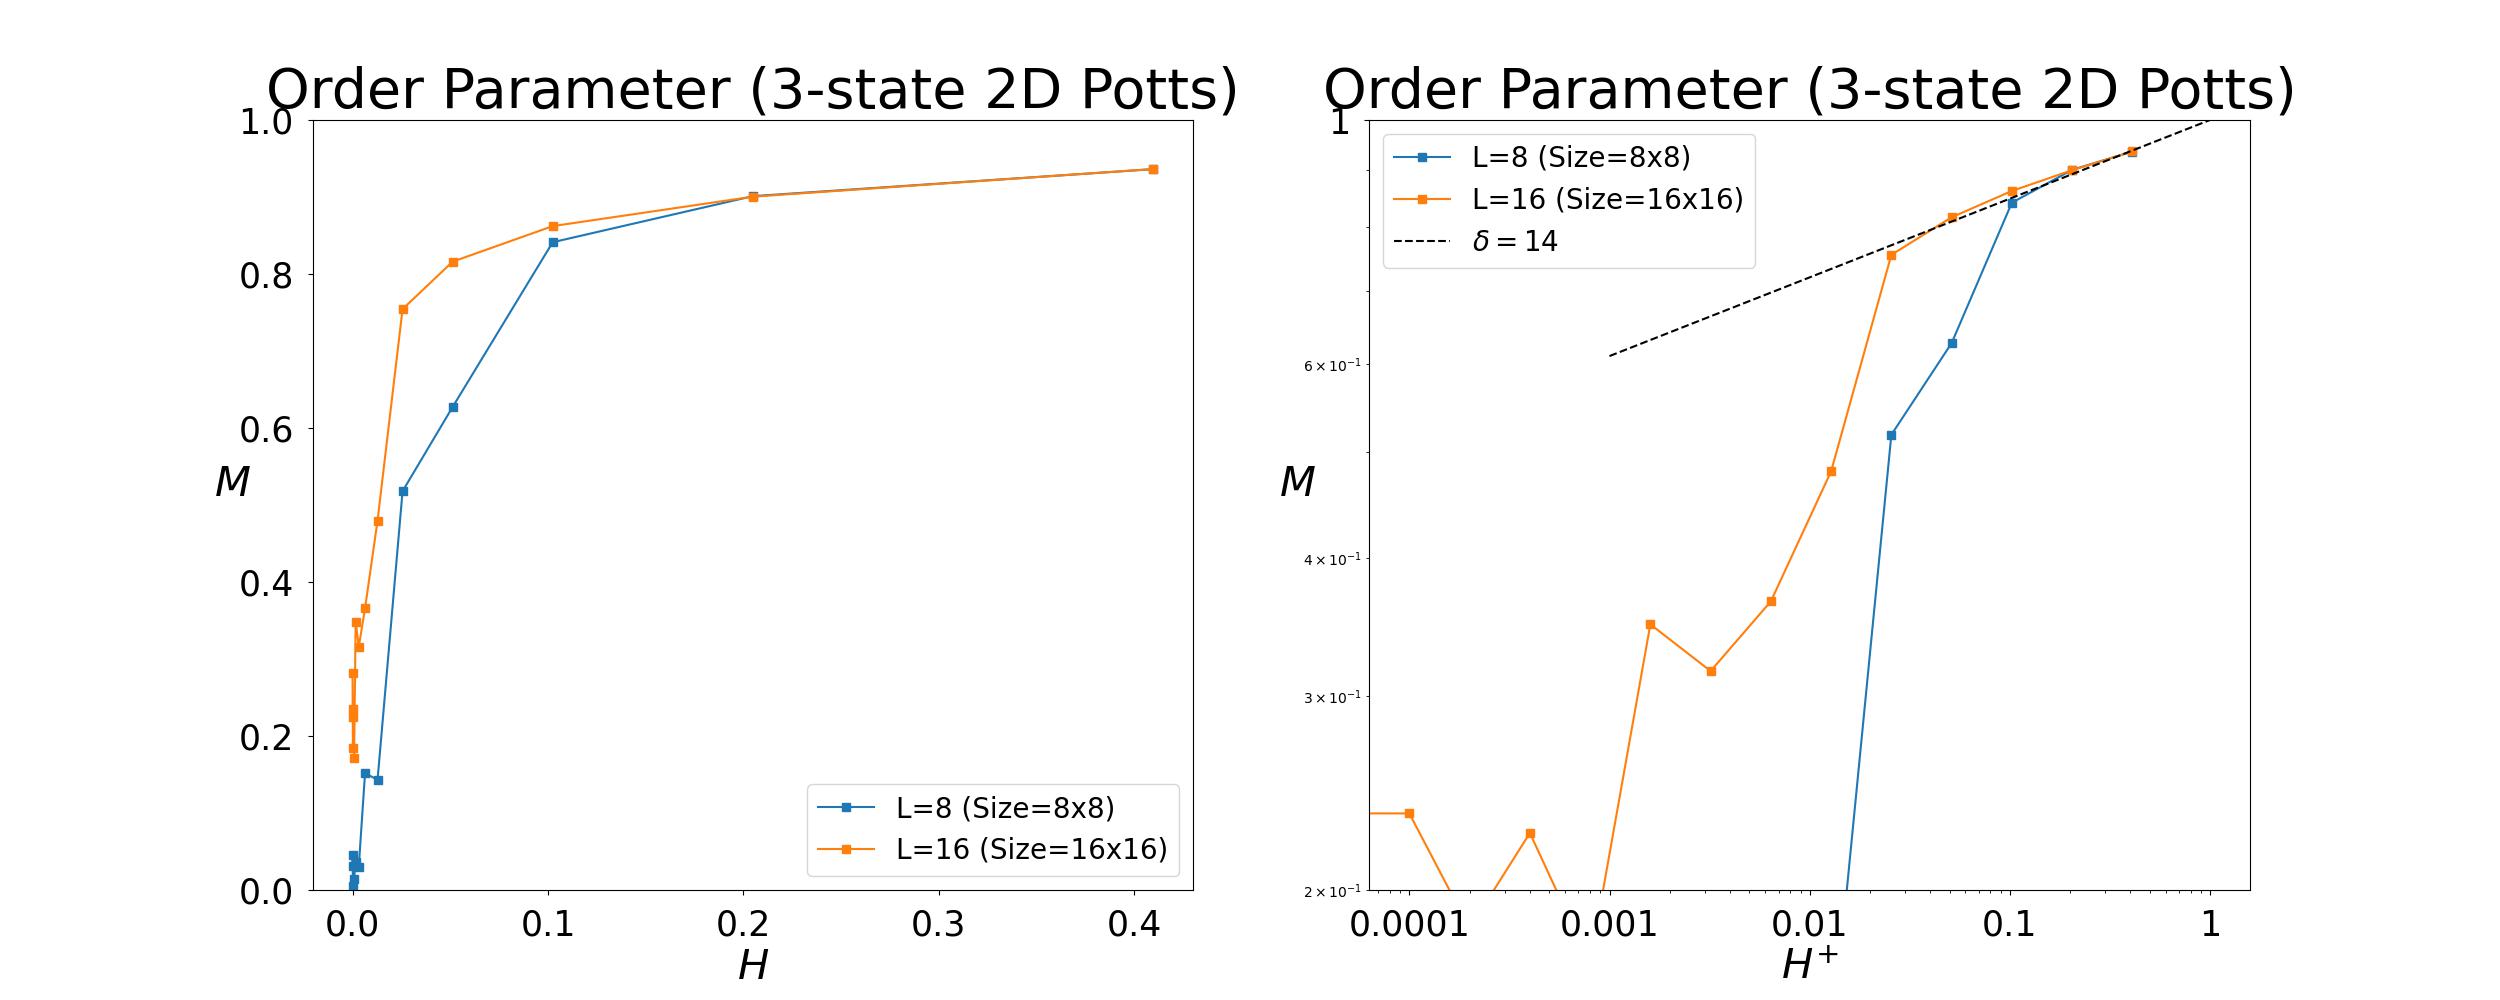 Order Parameter (3-state 2D Potts)
1.0
0.8
0.6
0.4
0.2
0.0
M
0.0 0.1 0.2 0.3 0.4
H
L=8 (Size=8x8)
L=16 (Size=16x16)
Order Parameter (3-state 2D Potts)
1
6×10⁻¹
4×10⁻¹
3×10⁻¹
2×10⁻¹
M
0.0001 0.001 0.01 0.1 1
H⁺
L=8 (Size=8x8)
L=16 (Size=16x16)
δ = 14